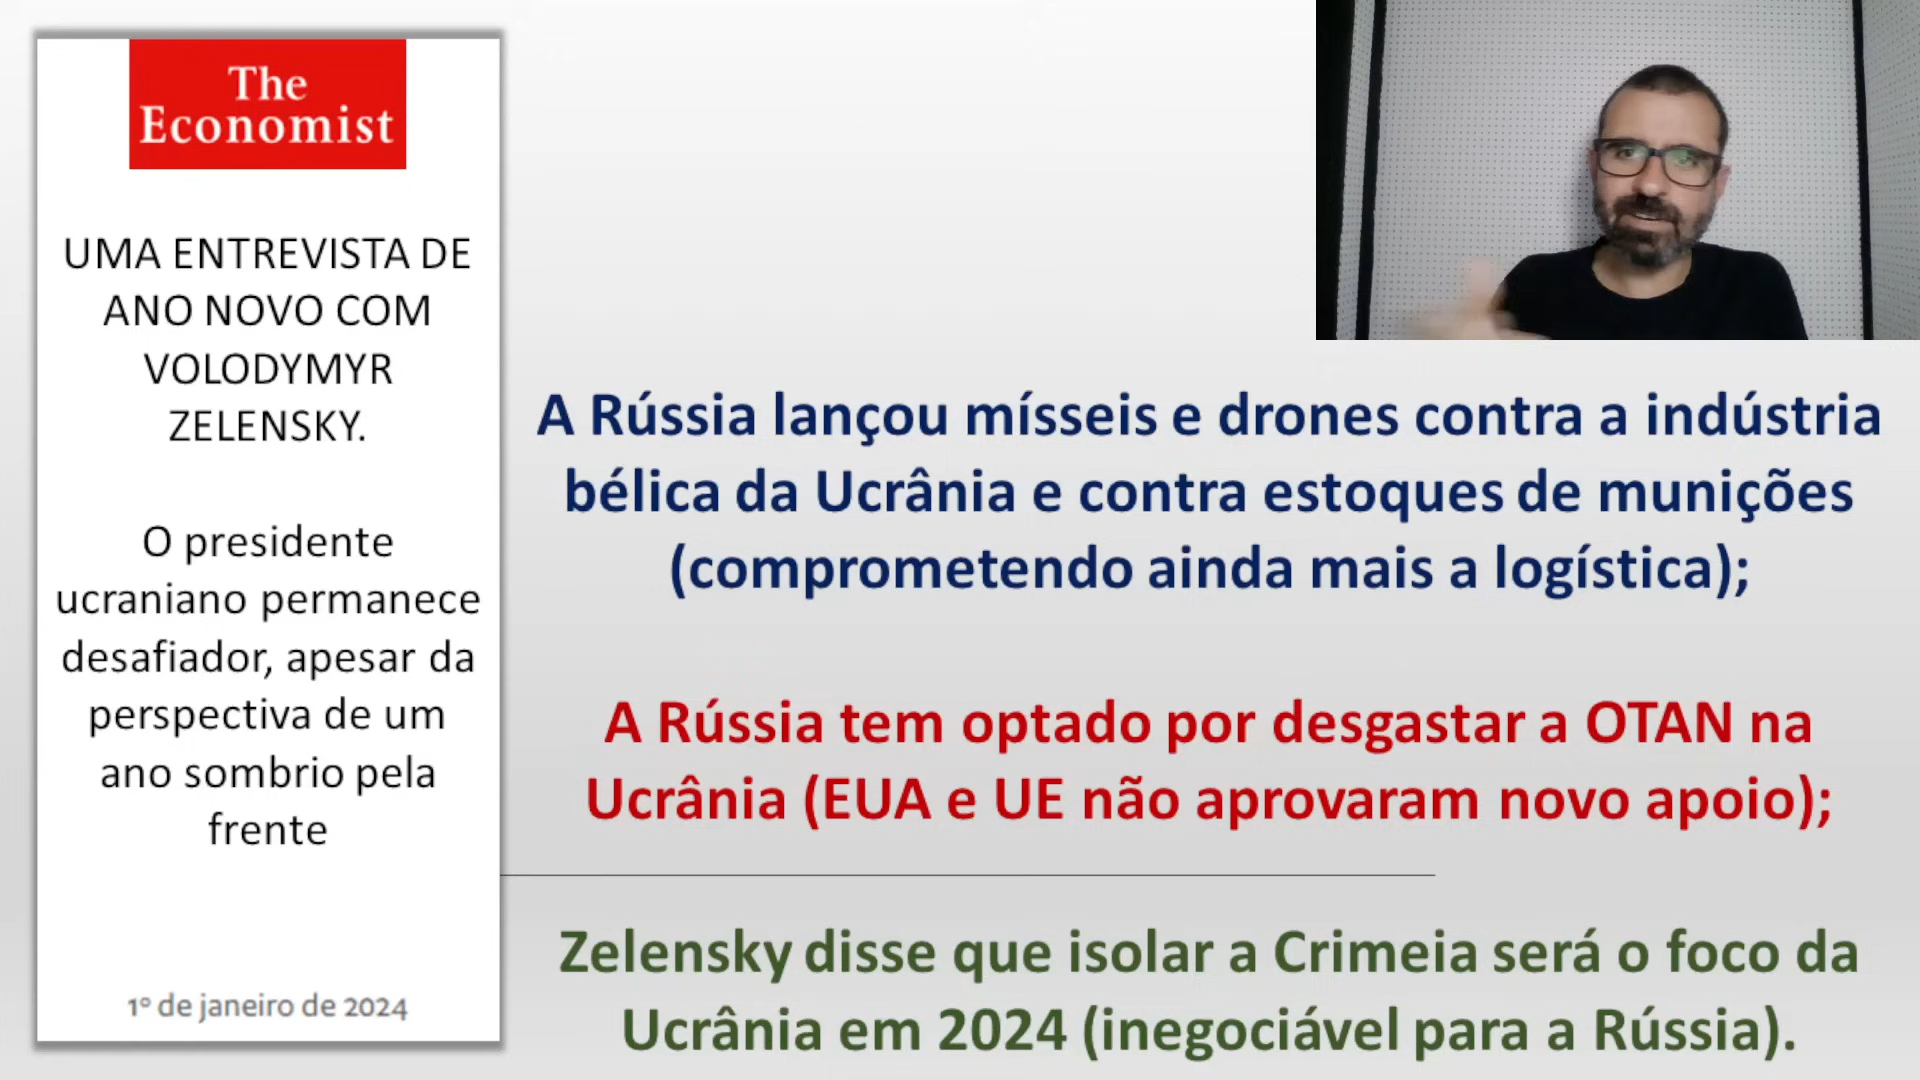 The
Economist
UMA ENTREVISTA DE
ANO NOVO COM
VOLODYMYR
ZELENSKY.
O presidente
ucraniano permanece
desafiador, apesar da
perspectiva de um
ano sombrio pela
frente
1º de janeiro de 2024
A Rússia lançou mísseis e drones contra a indústria
bélica da Ucrânia e contra estoques de munições
(comprometendo ainda mais a logística);
A Rússia tem optado por desgastar a OTAN na
Ucrânia (EUA e UE não aprovaram novo apoio);
Zelensky disse que isolar a Crimeia será o foco da
Ucrânia em 2024 (inegociável para a Rússia).